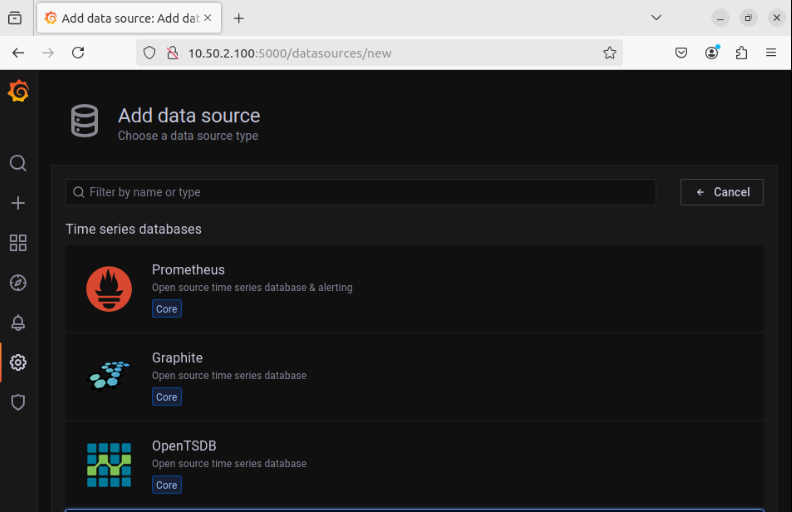 Add data source: Add dat
10.50.2.100:5000/datasources/new
Add data source
Choose a data source type
Filter by name or type
Cancel
Time series databases
Prometheus
Open source time series database & alerting
Core
Graphite
Open source time series database
Core
OpenTSDB
Open source time series database
Core